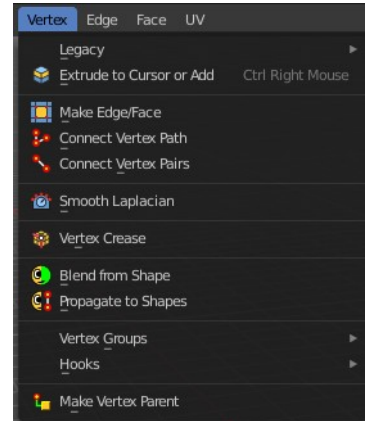 Vertex Edge Face UV
Legacy
Extrude to Cursor or Add Ctrl Right Mouse
Make Edge/Face
Connect Vertex Path
Connect Vertex Pairs
Smooth Laplacian
Vertex Crease
Blend from Shape
Propagate to Shapes
Vertex Groups
Hooks
Make Vertex Parent